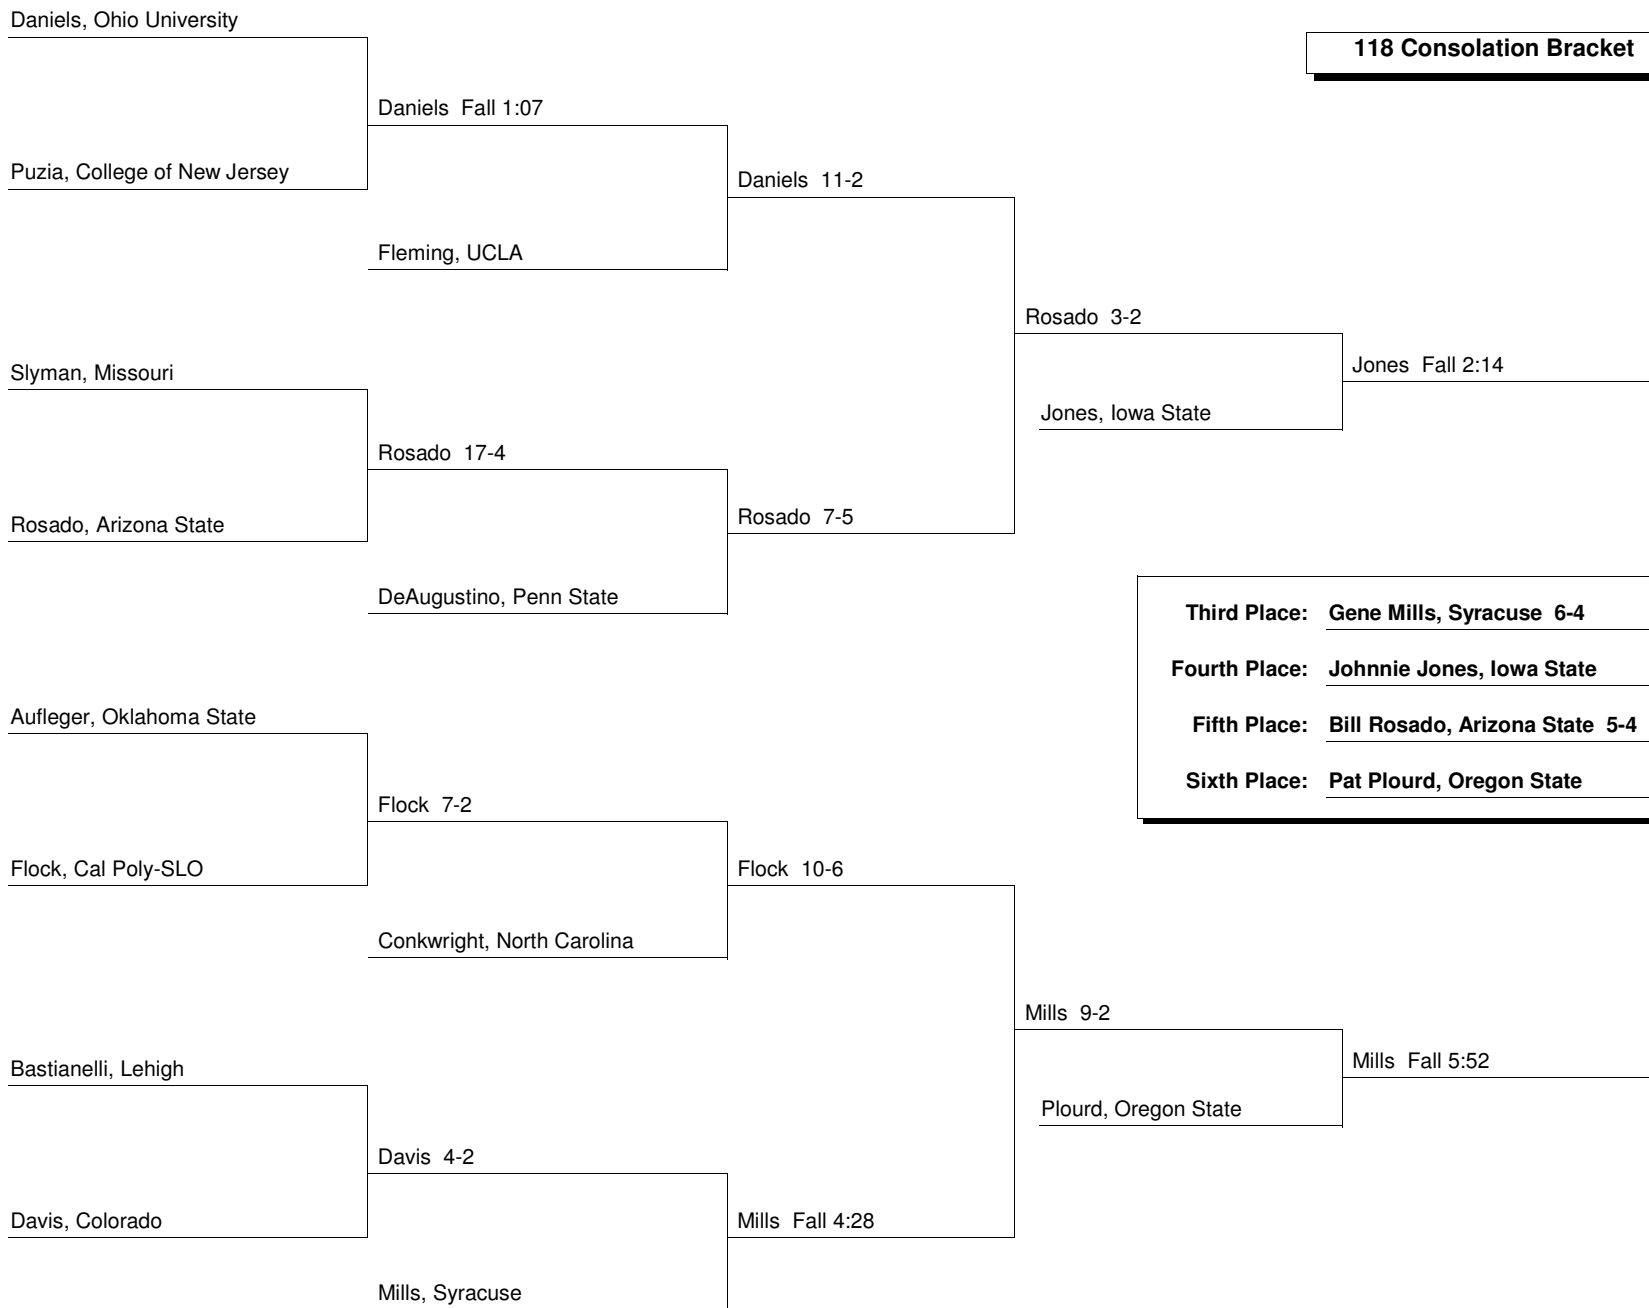 Daniels, Ohio University
118 Consolation Bracket
Daniels Fall 1:07
Puzia, College of New Jersey
Daniels 11-2
Fleming, UCLA
Rosado 3-2
Slyman, Missouri
Jones Fall 2:14
Jones, Iowa State
Rosado 17-4
Rosado, Arizona State
Rosado 7-5
DeAugustino, Penn State
Third Place: Gene Mills, Syracuse 6-4
Fourth Place: Johnnie Jones, Iowa State
Fifth Place: Bill Rosado, Arizona State 5-4
Sixth Place: Pat Plourd, Oregon State
Aufleger, Oklahoma State
Flock 7-2
Flock, Cal Poly-SLO
Flock 10-6
Conkwright, North Carolina
Mills 9-2
Bastianelli, Lehigh
Mills Fall 5:52
Plourd, Oregon State
Davis 4-2
Davis, Colorado
Mills Fall 4:28
Mills, Syracuse